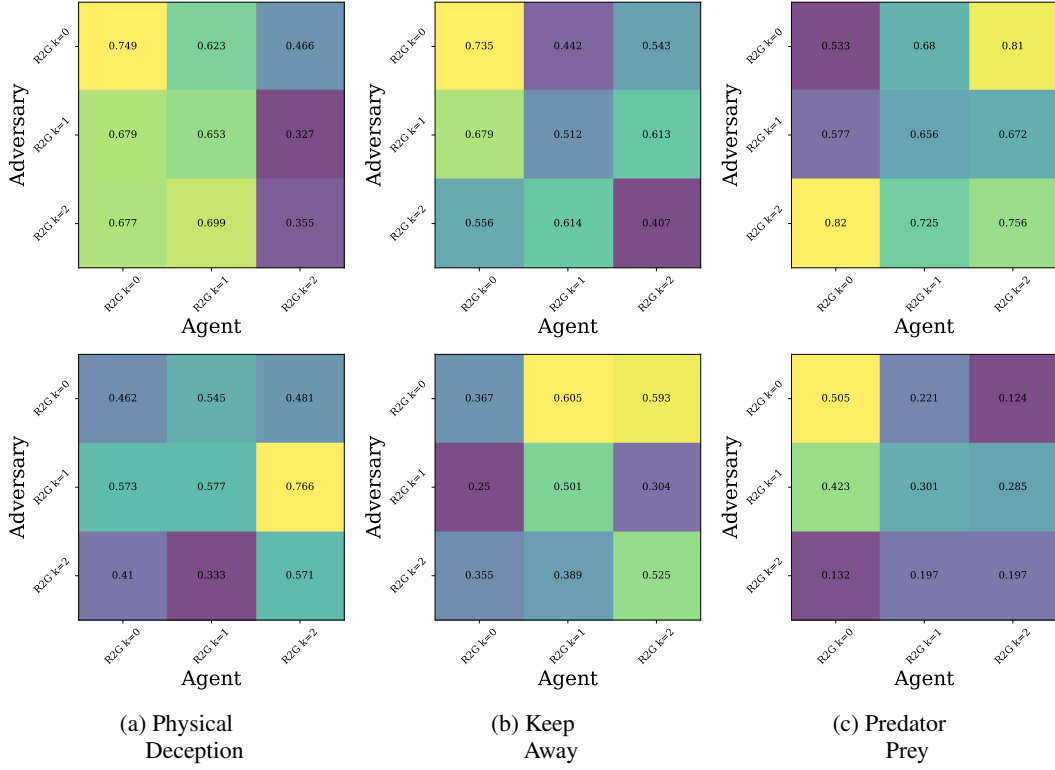 Adversary
R2G k=0
0.749 0.623 0.466
R2G k=1
0.679 0.653 0.327
R2G k=2
0.677 0.699 0.355
R2G k=0 R2G k=1 R2G k=2
Agent
Adversary
R2G k=0
0.735 0.442 0.543
R2G k=1
0.679 0.512 0.613
R2G k=2
0.556 0.614 0.407
R2G k=0 R2G k=1 R2G k=2
Agent
Adversary
R2G k=0
0.533 0.68 0.81
R2G k=1
0.577 0.656 0.672
R2G k=2
0.82 0.725 0.756
R2G k=0 R2G k=1 R2G k=2
Agent
Adversary
R2G k=0
0.462 0.545 0.481
R2G k=1
0.573 0.577 0.766
R2G k=2
0.41 0.333 0.571
R2G k=0 R2G k=1 R2G k=2
Agent
Adversary
R2G k=0
0.367 0.605 0.593
R2G k=1
0.25 0.501 0.304
R2G k=2
0.355 0.389 0.525
R2G k=0 R2G k=1 R2G k=2
Agent
Adversary
R2G k=0
0.505 0.221 0.124
R2G k=1
0.423 0.301 0.285
R2G k=2
0.132 0.197 0.197
R2G k=0 R2G k=1 R2G k=2
Agent
(a) Physical
Deception
(b) Keep
Away
(c) Predator
Prey